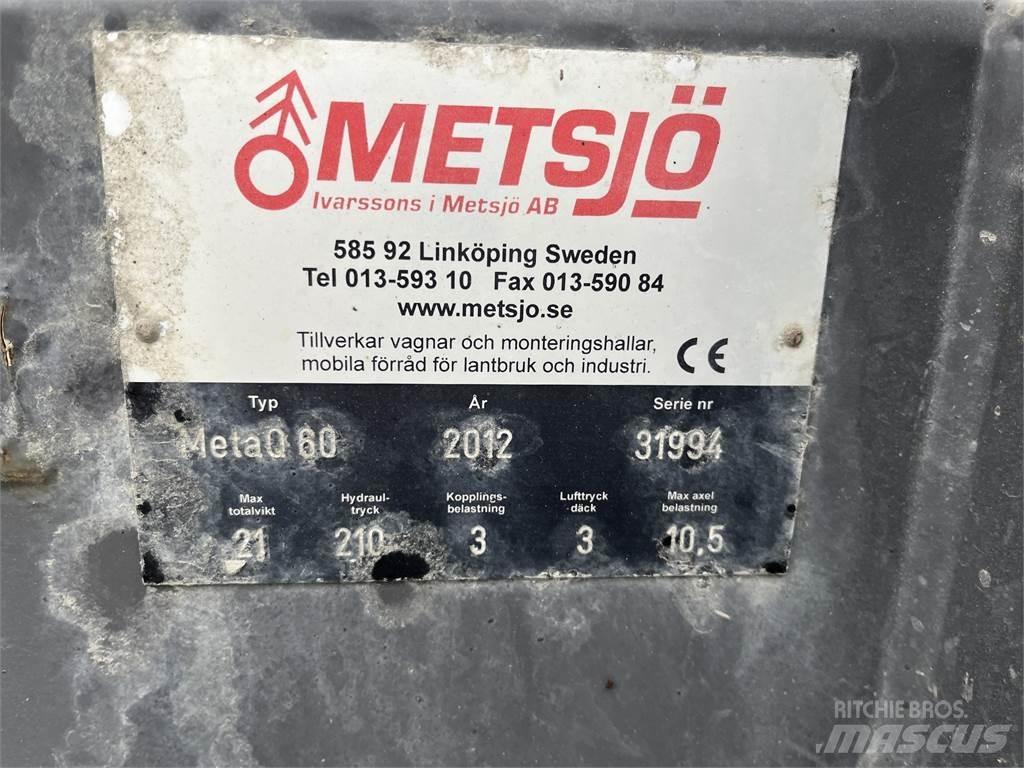 METSJÖ
Ivarssons i Metsjö AB
585 92 Linköping Sweden
Tel 013-593 10 Fax 013-590 84
www.metsjo.se
Tillverkar vagnar och monteringshallar,
mobila förråd för lantbruk och industri.
CE
Typ År Serie nr
MetaQ 60 2012 31994
Max Hydraul- Kopplings- Lufttryck Max axel
totalvikt tryck belastning däck belastning
21 210 3 3 10,5
RITCHIE BROS.
MASCUS